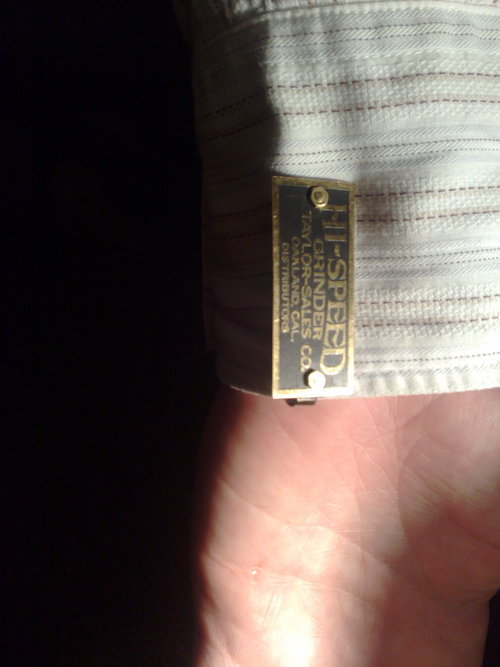 HI-SPEED
GRINDER
TAYLOR-SALES CO.
OAKLAND, CAL.
DISTRIBUTORS